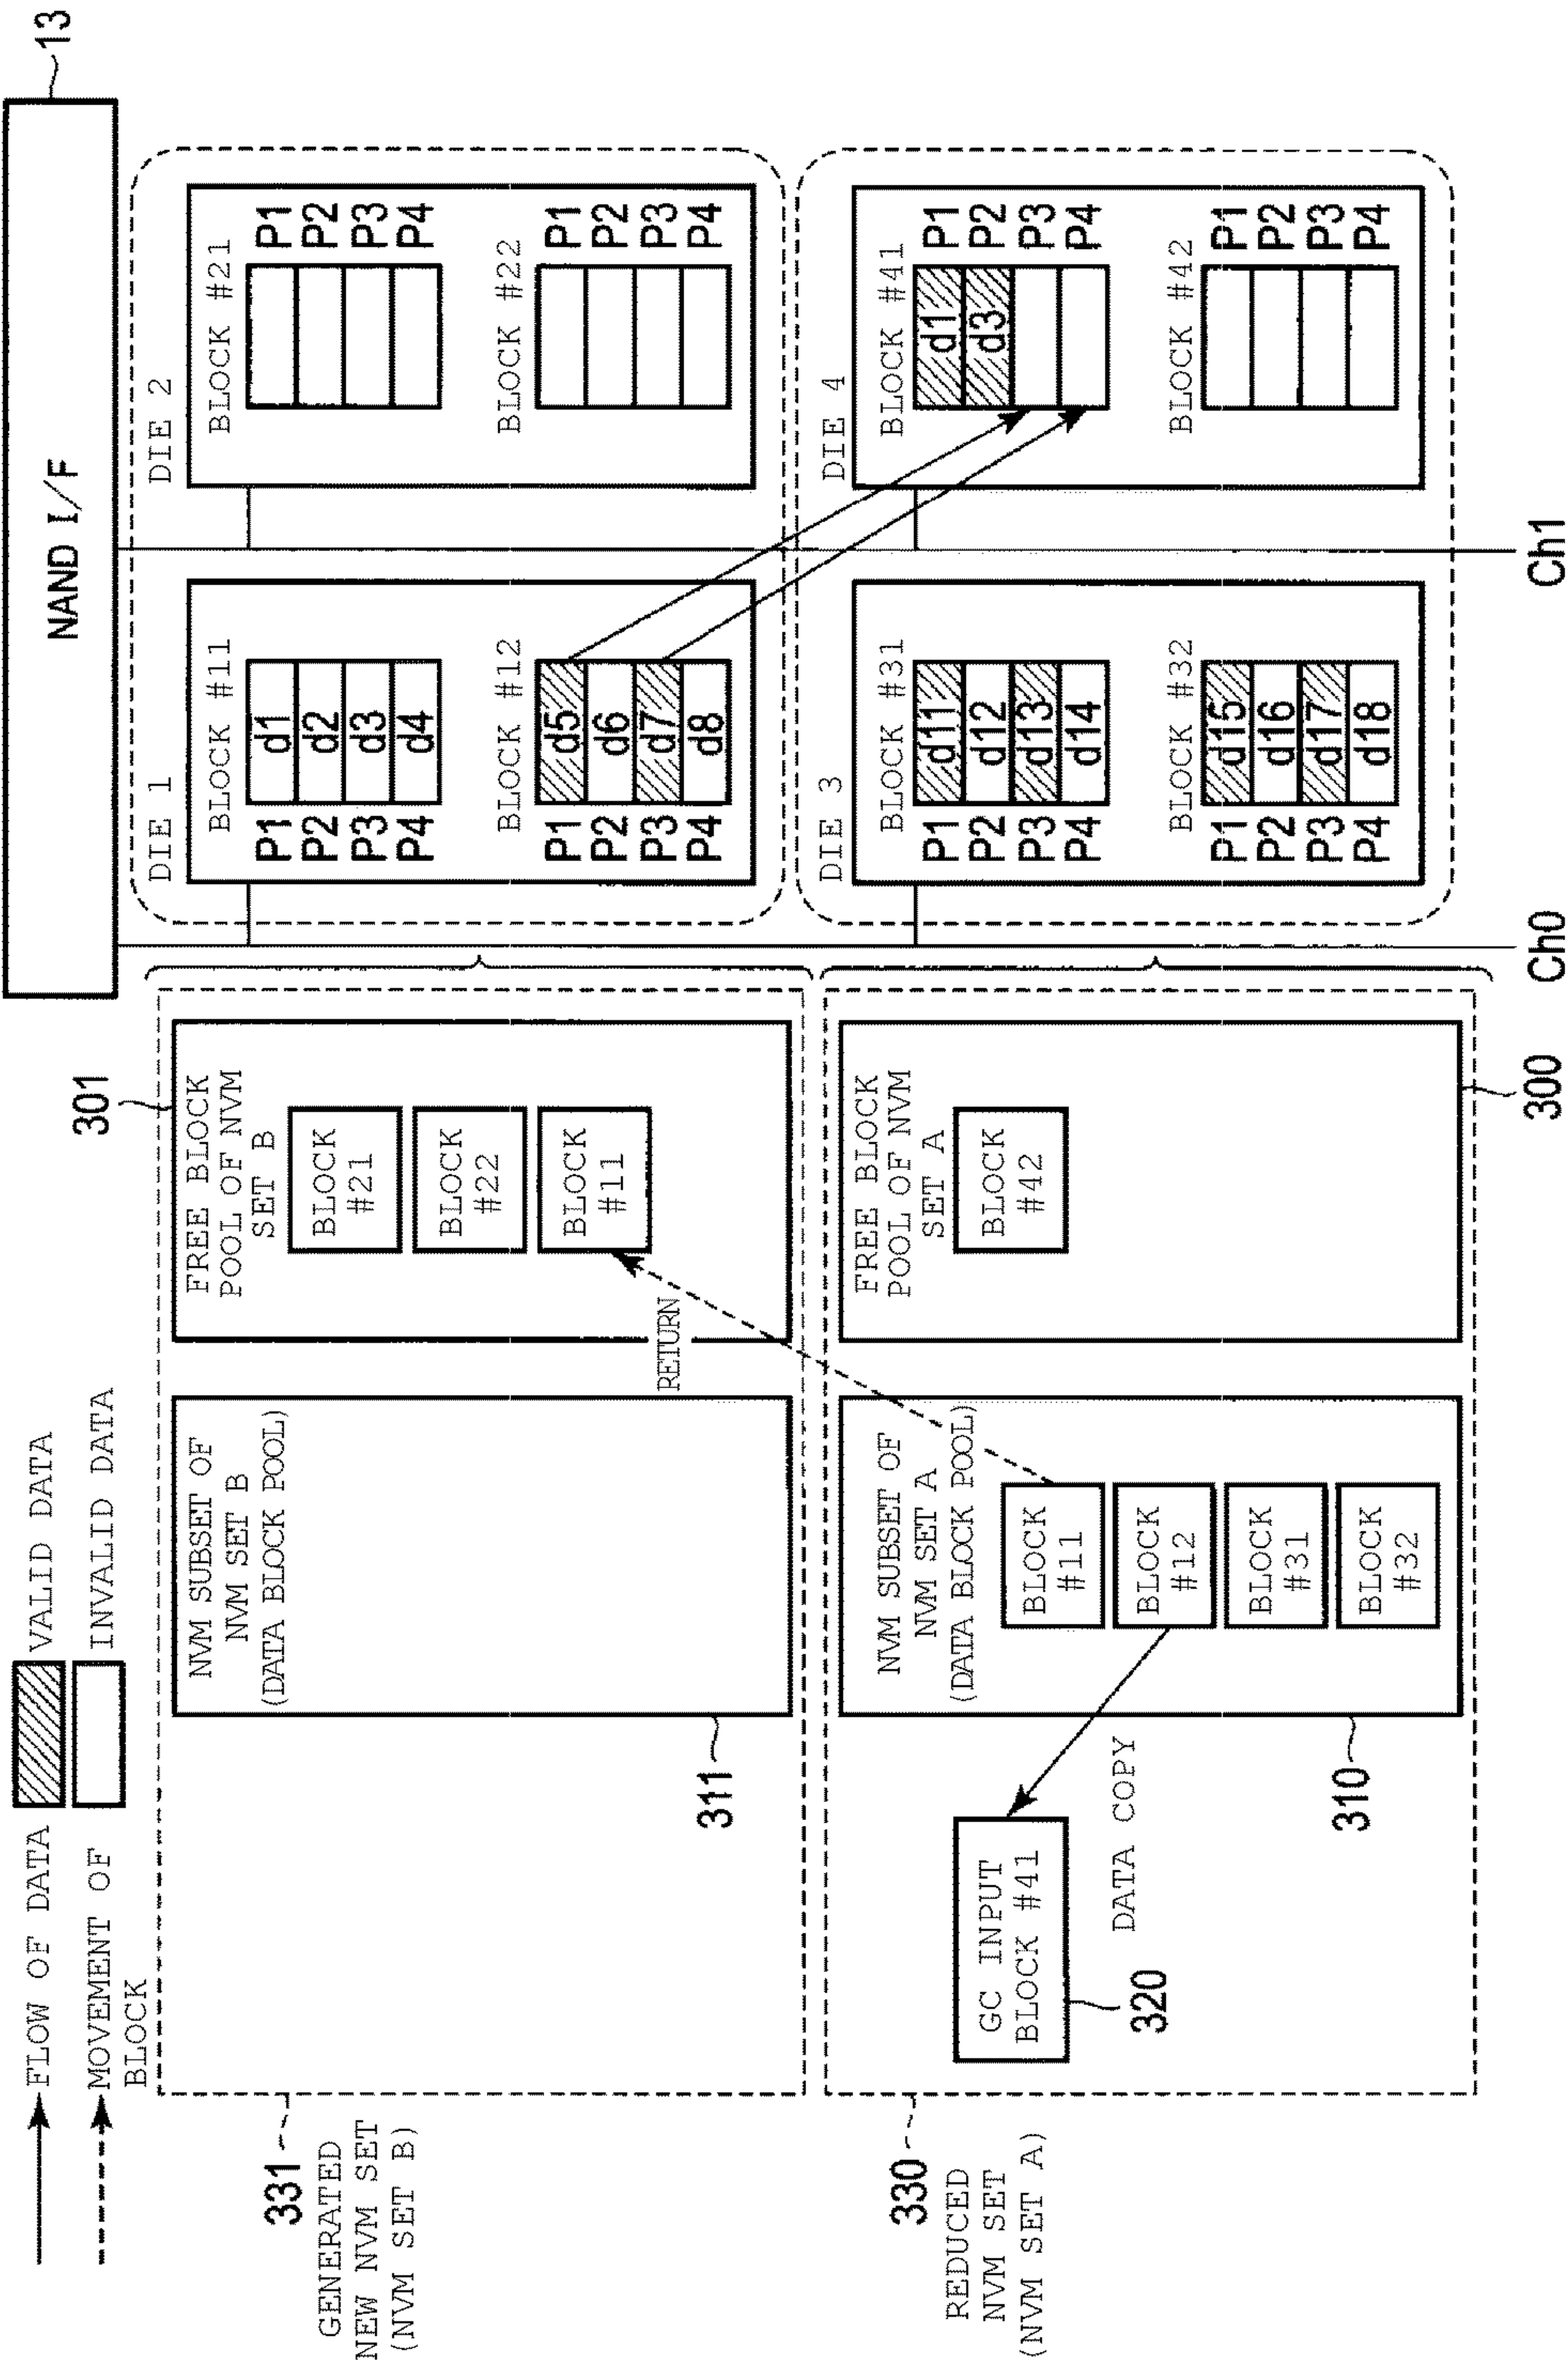 FLOW OF DATA
MOVEMENT OF
BLOCK
VALID DATA
INVALID DATA
NAND I/F
13
331
GENERATED
NEW NVM SET
(NVM SET B)
311
NVM SUBSET OF
NVM SET B
(DATA BLOCK POOL)
301
FREE BLOCK
POOL OF NVM
SET B
BLOCK
#21
BLOCK
#22
BLOCK
#11
RETURN
DIE 1
BLOCK #11
P1 d1
P2 d2
P3 d3
P4 d4
BLOCK #12
P1 d5
P2 d6
P3 d7
P4 d8
DIE 2
BLOCK #21
P1
P2
P3
P4
BLOCK #22
P1
P2
P3
P4
330
REDUCED
NVM SET
(NVM SET A)
GC INPUT
BLOCK #41
320
DATA COPY
310
NVM SUBSET OF
NVM SET A
(DATA BLOCK POOL)
BLOCK
#11
BLOCK
#12
BLOCK
#31
BLOCK
#32
FREE BLOCK
POOL OF NVM
SET A
BLOCK
#42
300
DIE 3
BLOCK #31
P1 d11
P2 d12
P3 d13
P4 d14
BLOCK #32
P1 d15
P2 d16
P3 d17
P4 d18
DIE 4
BLOCK #41
d1 P1
d3 P2
P3
P4
BLOCK #42
P1
P2
P3
P4
Ch0
Ch1